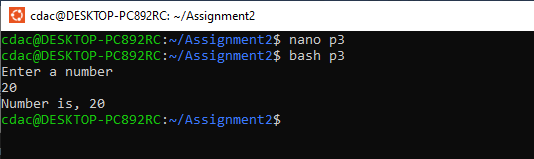 cdac@DESKTOP-PC892RC: ~/Assignment2
cdac@DESKTOP-PC892RC:~/Assignment2$ nano p3
cdac@DESKTOP-PC892RC:~/Assignment2$ bash p3
Enter a number
20
Number is, 20
cdac@DESKTOP-PC892RC:~/Assignment2$